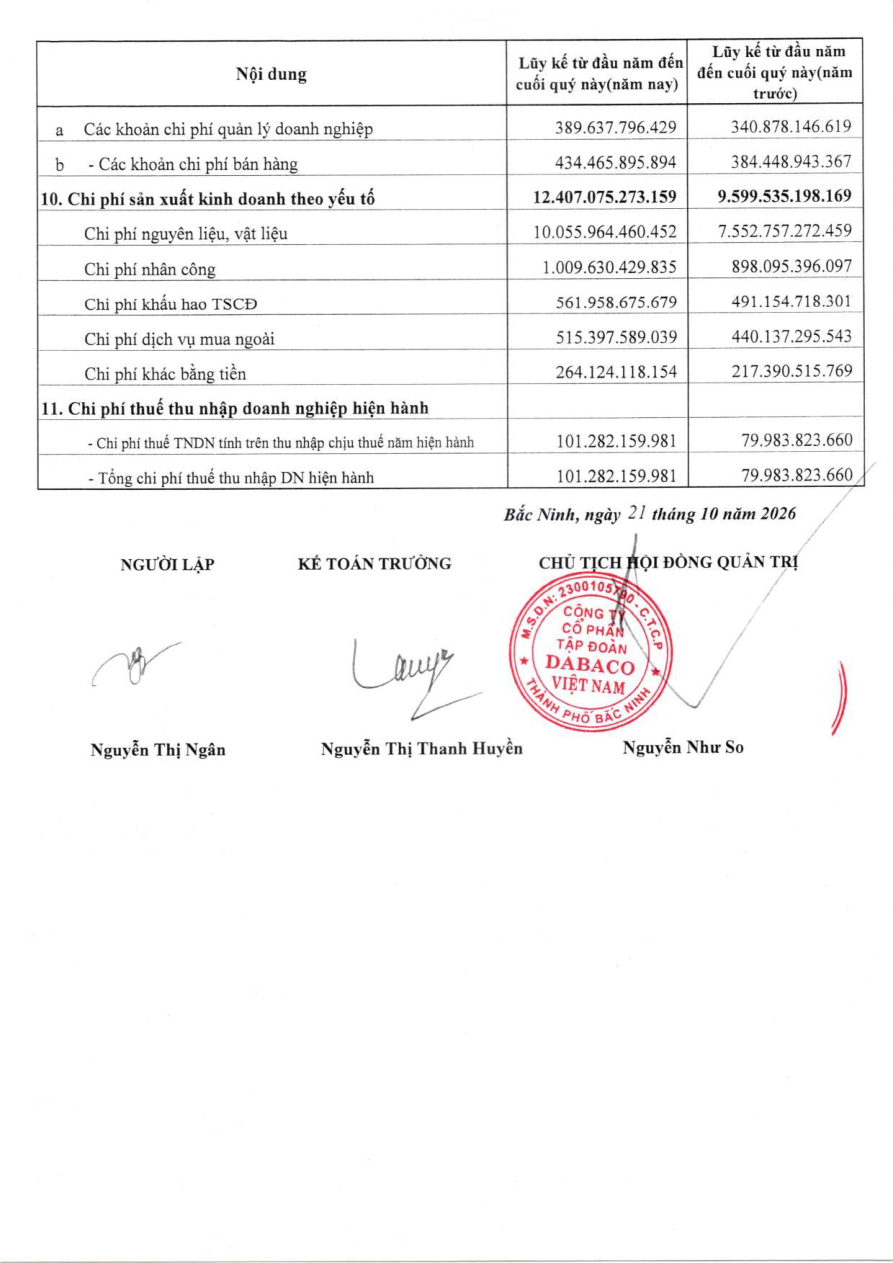 Nội dung
Lũy kế từ đầu năm đến
cuối quý này(năm nay)
Lũy kế từ đầu năm
đến cuối quý này(năm
trước)
a Các khoản chi phí quản lý doanh nghiệp 389.637.796.429 340.878.146.619
b - Các khoản chi phí bán hàng 434.465.895.894 384.448.943.367
10. Chi phí sản xuất kinh doanh theo yếu tố 12.407.075.273.159 9.599.535.198.169
Chi phí nguyên liệu, vật liệu 10.055.964.460.452 7.552.757.272.459
Chi phí nhân công 1.009.630.429.835 898.095.396.097
Chi phí khấu hao TSCĐ 561.958.675.679 491.154.718.301
Chi phí dịch vụ mua ngoài 515.397.589.039 440.137.295.543
Chi phí khác bằng tiền 264.124.118.154 217.390.515.769
11. Chi phí thuế thu nhập doanh nghiệp hiện hành
- Chi phí thuế TNDN tính trên thu nhập chịu thuế năm hiện hành 101.282.159.981 79.983.823.660
- Tổng chi phí thuế thu nhập DN hiện hành 101.282.159.981 79.983.823.660
Bắc Ninh, ngày 21 tháng 10 năm 2026
NGƯỜI LẬP KẾ TOÁN TRƯỞNG CHỦ TỊCH HỘI ĐỒNG QUẢN TRỊ
M.S.D.N: 2300105790 - C.T.C.P
CÔNG TY
CỔ PHẦN
TẬP ĐOÀN
DABACO
VIỆT NAM
THÀNH PHỐ BẮC NINH
Nguyễn Thị Ngân Nguyễn Thị Thanh Huyền Nguyễn Như So